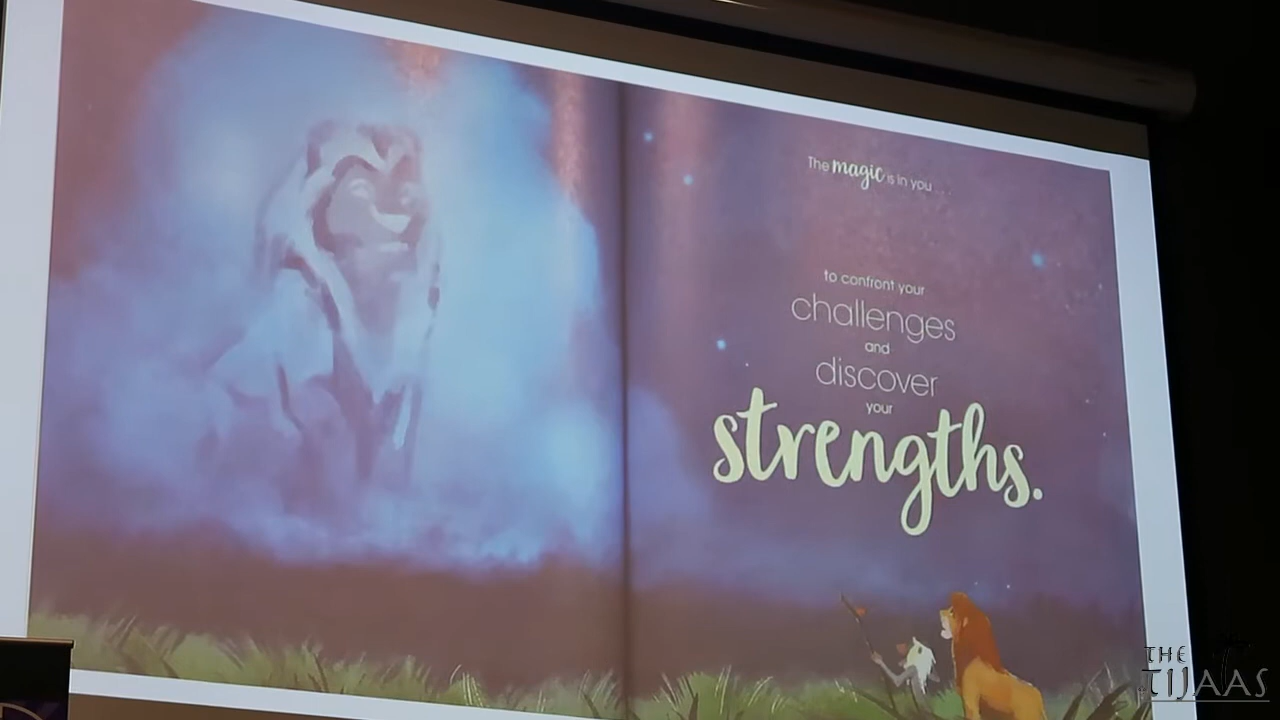 The magic is in you . . .
to confront your
challenges
and
discover
your
strengths.
THE
TIJAAS